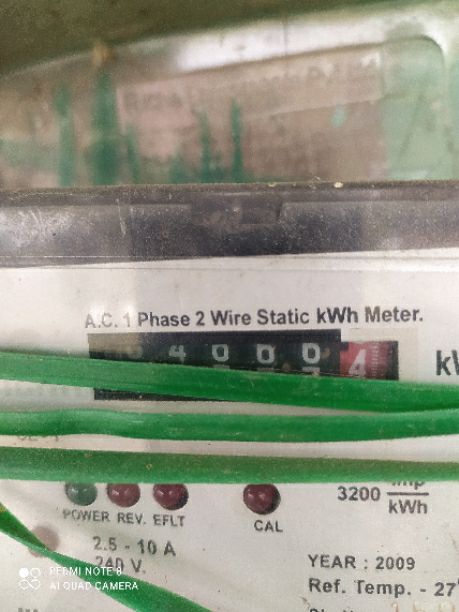 A.C. 1 Phase 2 Wire Static kWh Meter.
4 0 0 0 4
imp
3200 kWh
POWER REV. EFLT
CAL
2.5 - 10 A
240 V.
YEAR : 2009
Ref. Temp. - 27°
REDMI NOTE 8
AI QUAD CAMERA